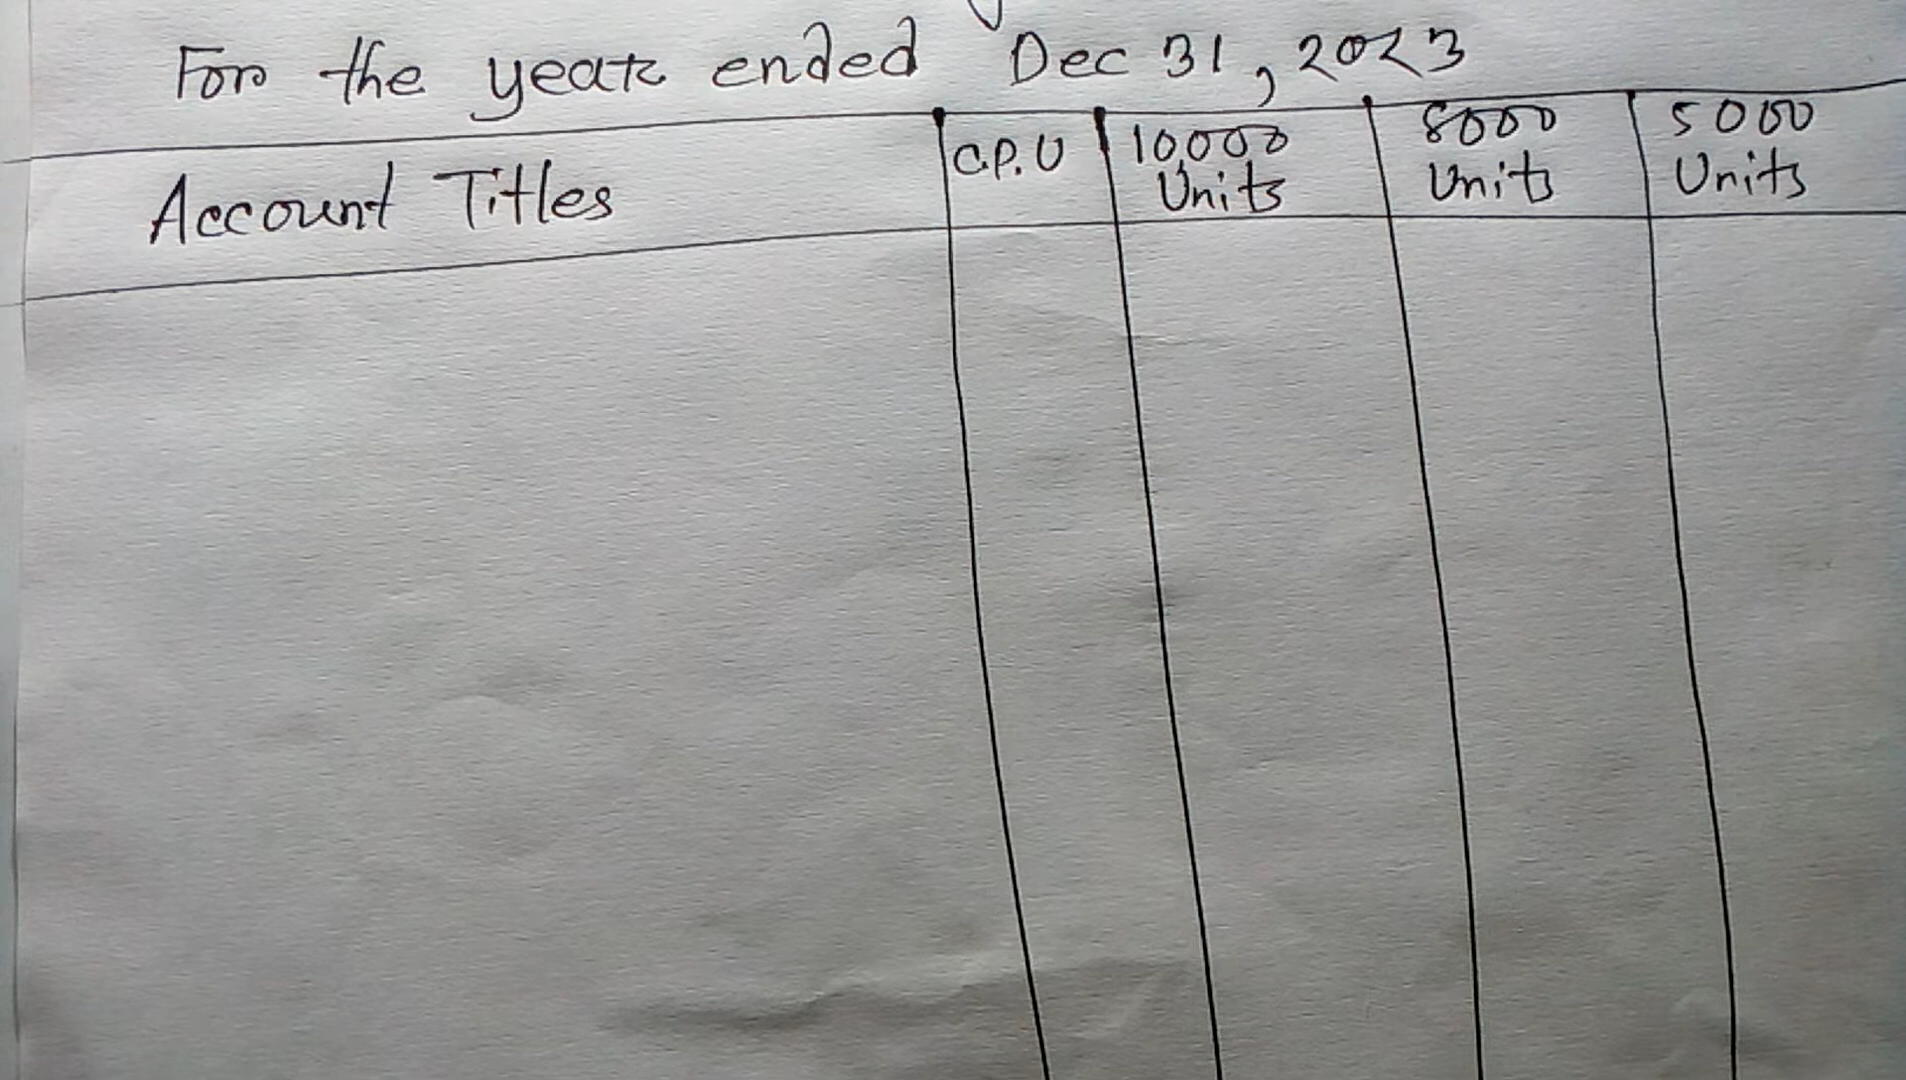 For the year ended Dec 31, 2023
Account Titles C.P.U 10,000 Units 8000 Units 5000 Units